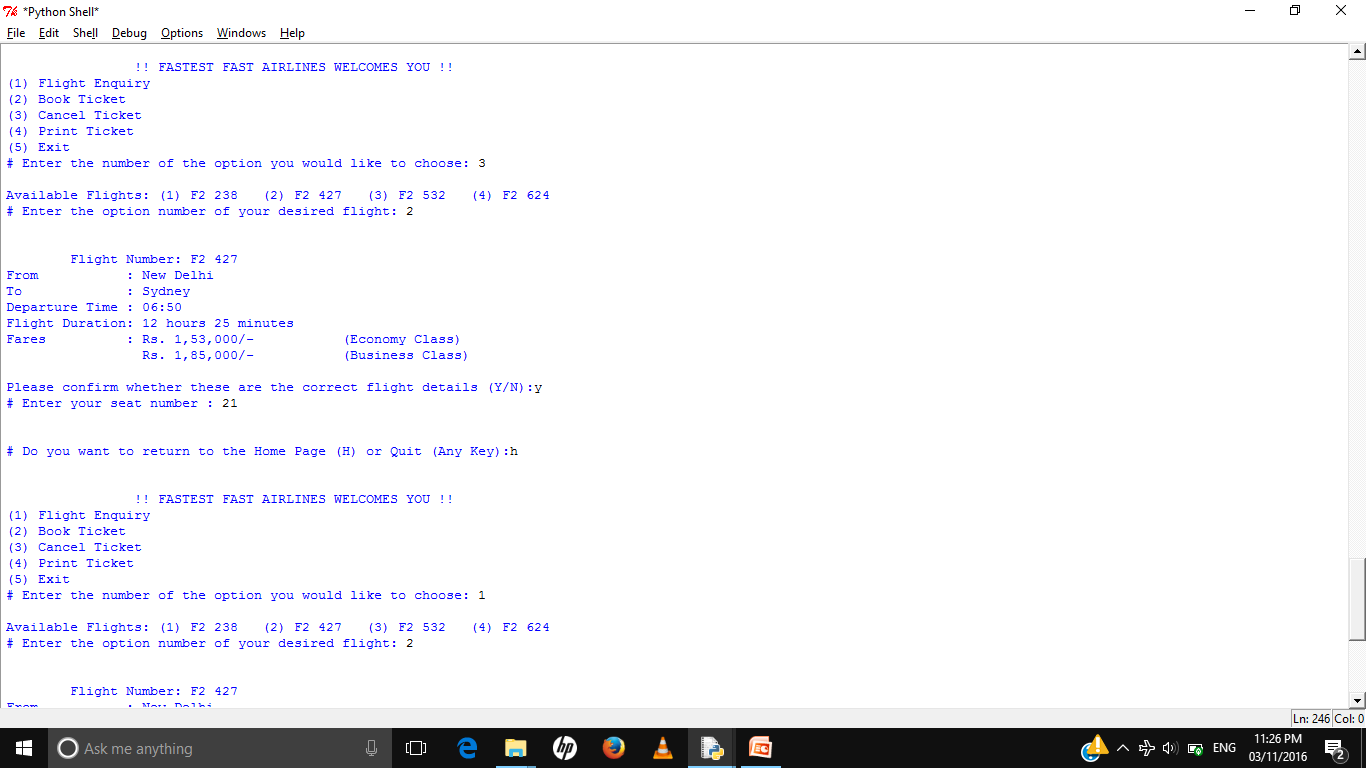 *Python Shell*
File Edit Shell Debug Options Windows Help
!! FASTEST FAST AIRLINES WELCOMES YOU !!
(1) Flight Enquiry
(2) Book Ticket
(3) Cancel Ticket
(4) Print Ticket
(5) Exit
# Enter the number of the option you would like to choose: 3
Available Flights: (1) F2 238 (2) F2 427 (3) F2 532 (4) F2 624
# Enter the option number of your desired flight: 2
Flight Number: F2 427
From : New Delhi
To : Sydney
Departure Time : 06:50
Flight Duration: 12 hours 25 minutes
Fares : Rs. 1,53,000/- (Economy Class)
Rs. 1,85,000/- (Business Class)
Please confirm whether these are the correct flight details (Y/N):y
# Enter your seat number : 21
# Do you want to return to the Home Page (H) or Quit (Any Key):h
!! FASTEST FAST AIRLINES WELCOMES YOU !!
(1) Flight Enquiry
(2) Book Ticket
(3) Cancel Ticket
(4) Print Ticket
(5) Exit
# Enter the number of the option you would like to choose: 1
Available Flights: (1) F2 238 (2) F2 427 (3) F2 532 (4) F2 624
# Enter the option number of your desired flight: 2
Flight Number: F2 427
From : New Delhi
Ln: 246 Col: 0
Ask me anything
hp
ENG
11:26 PM
03/11/2016
2